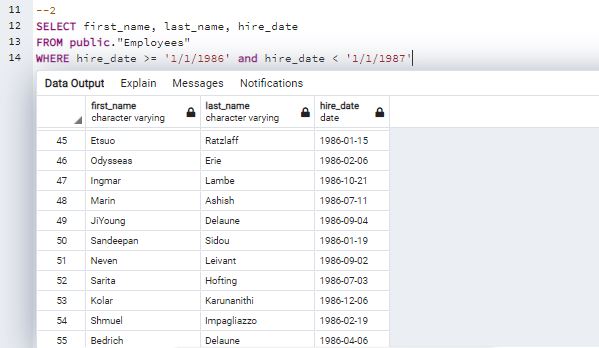 11 --2
12 SELECT first_name, last_name, hire_date
13 FROM public."Employees"
14 WHERE hire_date >= '1/1/1986' and hire_date < '1/1/1987'
Data Output Explain Messages Notifications
first_name last_name hire_date
character varying character varying date
45 Etsuo Ratzlaff 1986-01-15
46 Odysseas Erie 1986-02-06
47 Ingmar Lambe 1986-10-21
48 Marin Ashish 1986-07-11
49 JiYoung Delaune 1986-09-04
50 Sandeepan Sidou 1986-01-19
51 Neven Leivant 1986-09-02
52 Sarita Hofting 1986-07-03
53 Kolar Karunanithi 1986-12-06
54 Shmuel Impagliazzo 1986-02-19
55 Bedrich Delaune 1986-04-06